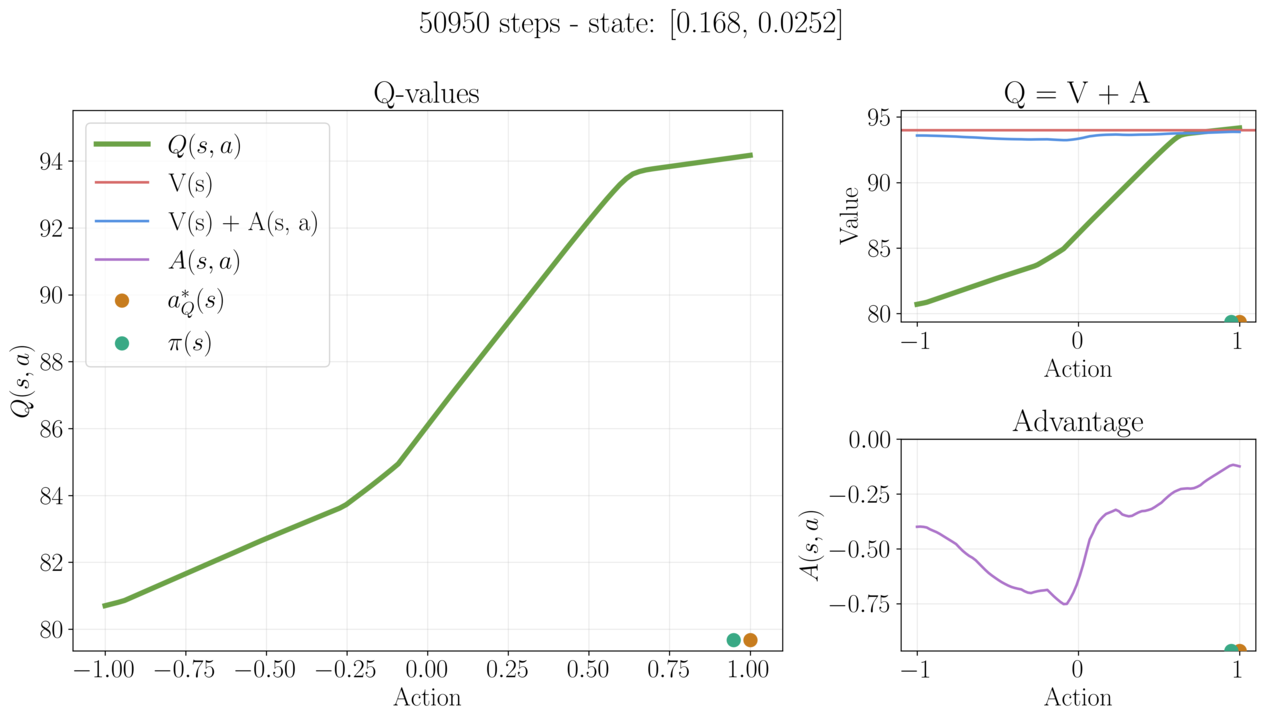 50950 steps - state: [0.168, 0.0252]
Q-values
Q(s, a)
V(s)
V(s) + A(s, a)
A(s, a)
a*Q(s)
π(s)
94
92
90
88
86
84
82
80
Q(s, a)
−1.00 −0.75 −0.50 −0.25 0.00 0.25 0.50 0.75 1.00
Action
Q = V + A
95
90
85
80
Value
−1 0 1
Action
Advantage
0.00
−0.25
−0.50
−0.75
A(s, a)
−1 0 1
Action